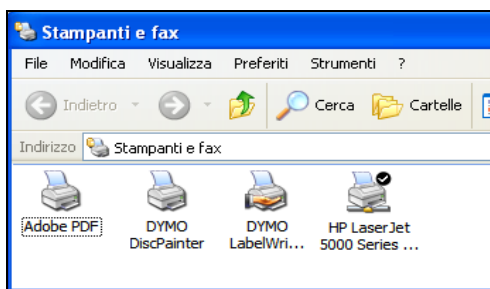 Stampanti e fax
File Modifica Visualizza Preferiti Strumenti ?
Indietro Cerca Cartelle
Indirizzo Stampanti e fax
Adobe PDF DYMO DiscPainter DYMO LabelWri... HP LaserJet 5000 Series ...